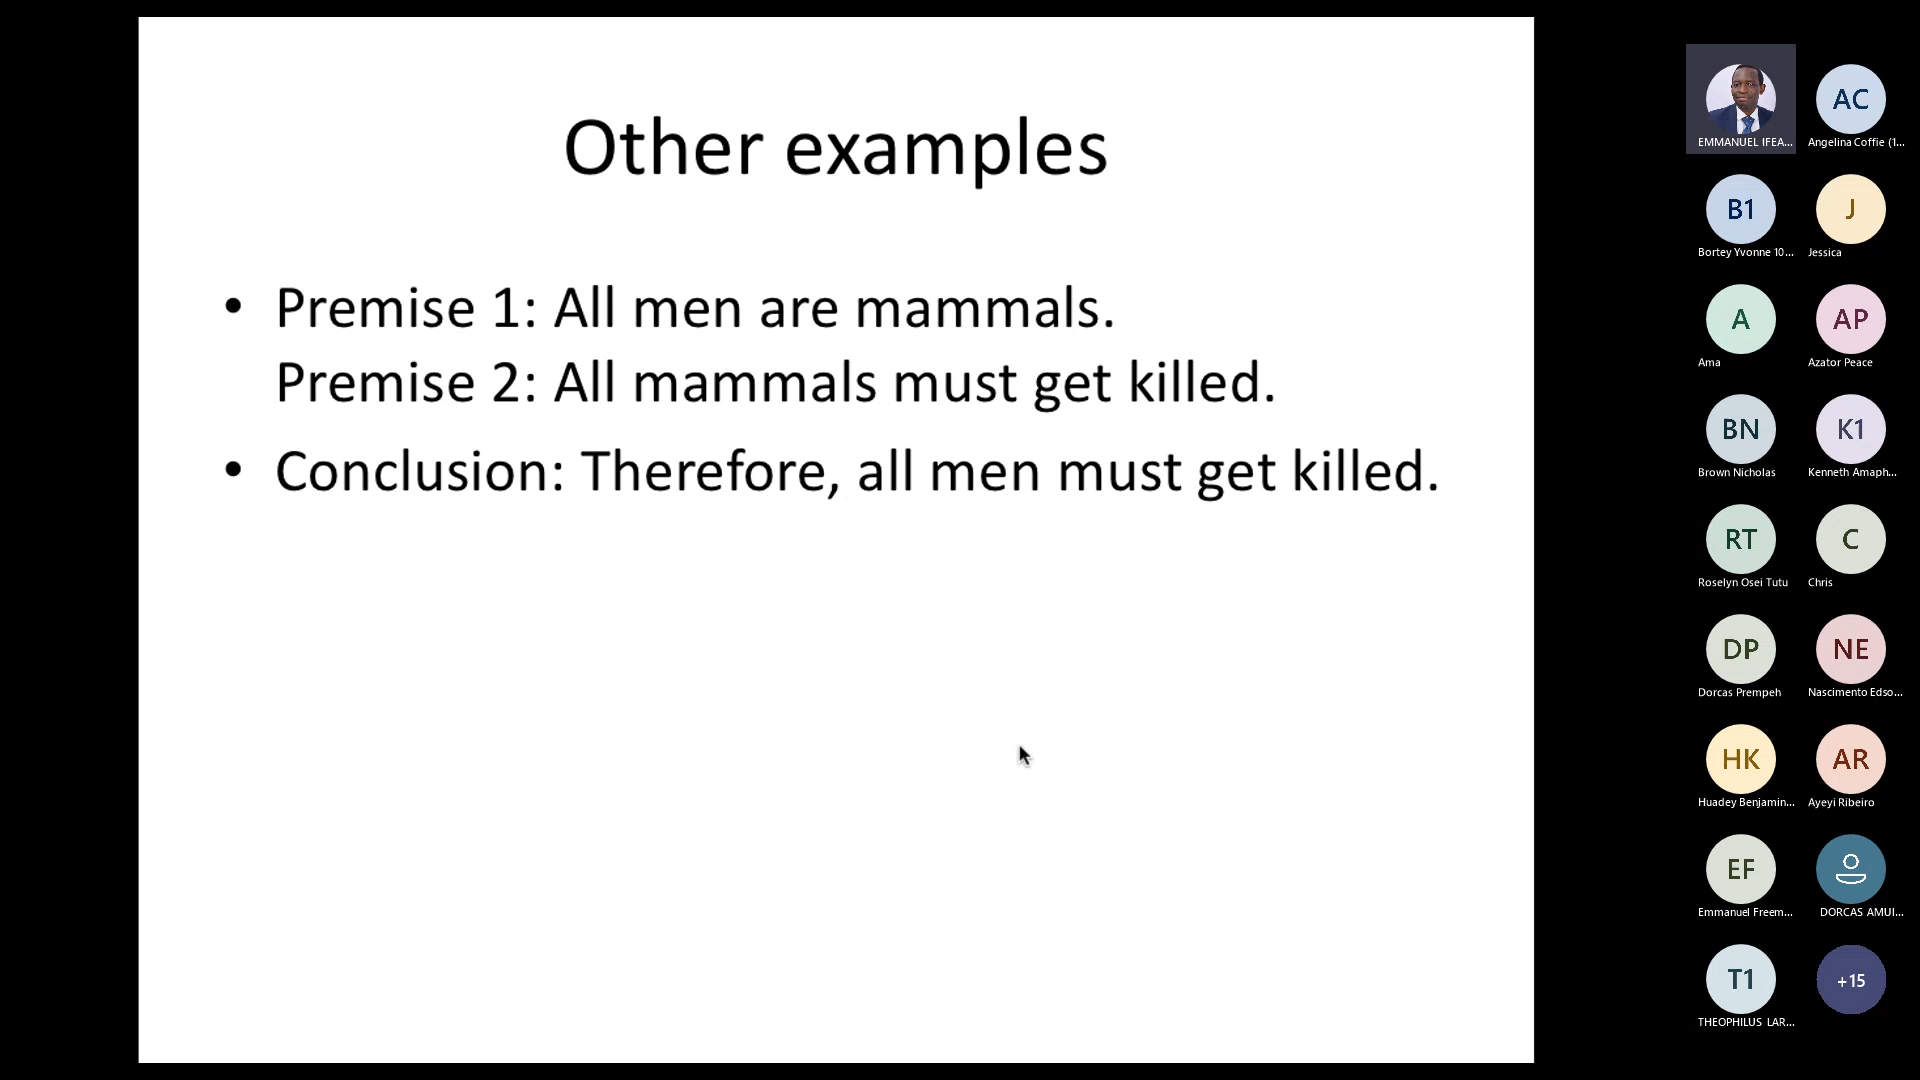 Other examples
• Premise 1: All men are mammals.
Premise 2: All mammals must get killed.
• Conclusion: Therefore, all men must get killed.
EMMANUEL IFEA...
AC
Angelina Coffie (1...
B1
Bortey Yvonne 10...
J
Jessica
A
Ama
AP
Azator Peace
BN
Brown Nicholas
K1
Kenneth Amaph...
RT
Roselyn Osei Tutu
C
Chris
DP
Dorcas Prempeh
NE
Nascimento Edso...
HK
Huadey Benjamin...
AR
Ayeyi Ribeiro
EF
Emmanuel Freem...
DORCAS AMUI...
T1
THEOPHILUS LAR...
+15